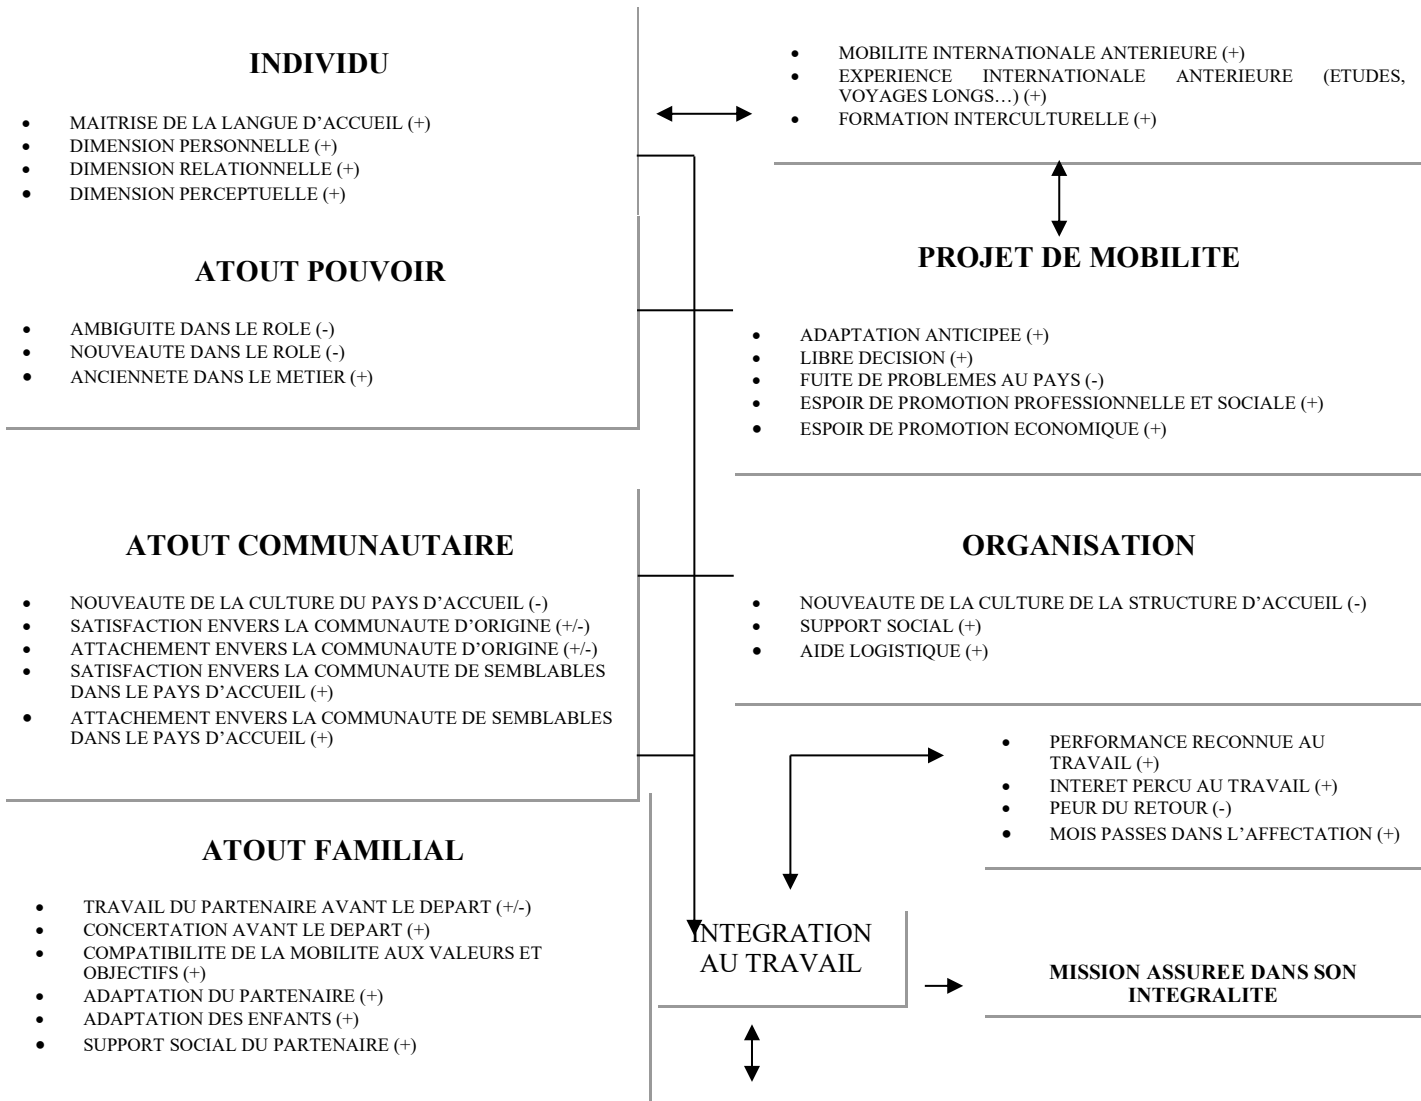 INDIVIDU
• MAITRISE DE LA LANGUE D’ACCUEIL (+)
• DIMENSION PERSONNELLE (+)
• DIMENSION RELATIONNELLE (+)
• DIMENSION PERCEPTUELLE (+)
• MOBILITE INTERNATIONALE ANTERIEURE (+)
• EXPERIENCE INTERNATIONALE ANTERIEURE (ETUDES,
VOYAGES LONGS…) (+)
• FORMATION INTERCULTURELLE (+)
ATOUT POUVOIR
• AMBIGUITE DANS LE ROLE (-)
• NOUVEAUTE DANS LE ROLE (-)
• ANCIENNETE DANS LE METIER (+)
PROJET DE MOBILITE
• ADAPTATION ANTICIPEE (+)
• LIBRE DECISION (+)
• FUITE DE PROBLEMES AU PAYS (-)
• ESPOIR DE PROMOTION PROFESSIONNELLE ET SOCIALE (+)
• ESPOIR DE PROMOTION ECONOMIQUE (+)
ATOUT COMMUNAUTAIRE
• NOUVEAUTE DE LA CULTURE DU PAYS D’ACCUEIL (-)
• SATISFACTION ENVERS LA COMMUNAUTE D’ORIGINE (+/-)
• ATTACHEMENT ENVERS LA COMMUNAUTE D’ORIGINE (+/-)
• SATISFACTION ENVERS LA COMMUNAUTE DE SEMBLABLES
DANS LE PAYS D’ACCUEIL (+)
• ATTACHEMENT ENVERS LA COMMUNAUTE DE SEMBLABLES
DANS LE PAYS D’ACCUEIL (+)
ORGANISATION
• NOUVEAUTE DE LA CULTURE DE LA STRUCTURE D’ACCUEIL (-)
• SUPPORT SOCIAL (+)
• AIDE LOGISTIQUE (+)
• PERFORMANCE RECONNUE AU
TRAVAIL (+)
• INTERET PERCU AU TRAVAIL (+)
• PEUR DU RETOUR (-)
• MOIS PASSES DANS L’AFFECTATION (+)
ATOUT FAMILIAL
• TRAVAIL DU PARTENAIRE AVANT LE DEPART (+/-)
• CONCERTATION AVANT LE DEPART (+)
• COMPATIBILITE DE LA MOBILITE AUX VALEURS ET
OBJECTIFS (+)
• ADAPTATION DU PARTENAIRE (+)
• ADAPTATION DES ENFANTS (+)
• SUPPORT SOCIAL DU PARTENAIRE (+)
INTEGRATION
AU TRAVAIL
MISSION ASSUREE DANS SON
INTEGRALITE